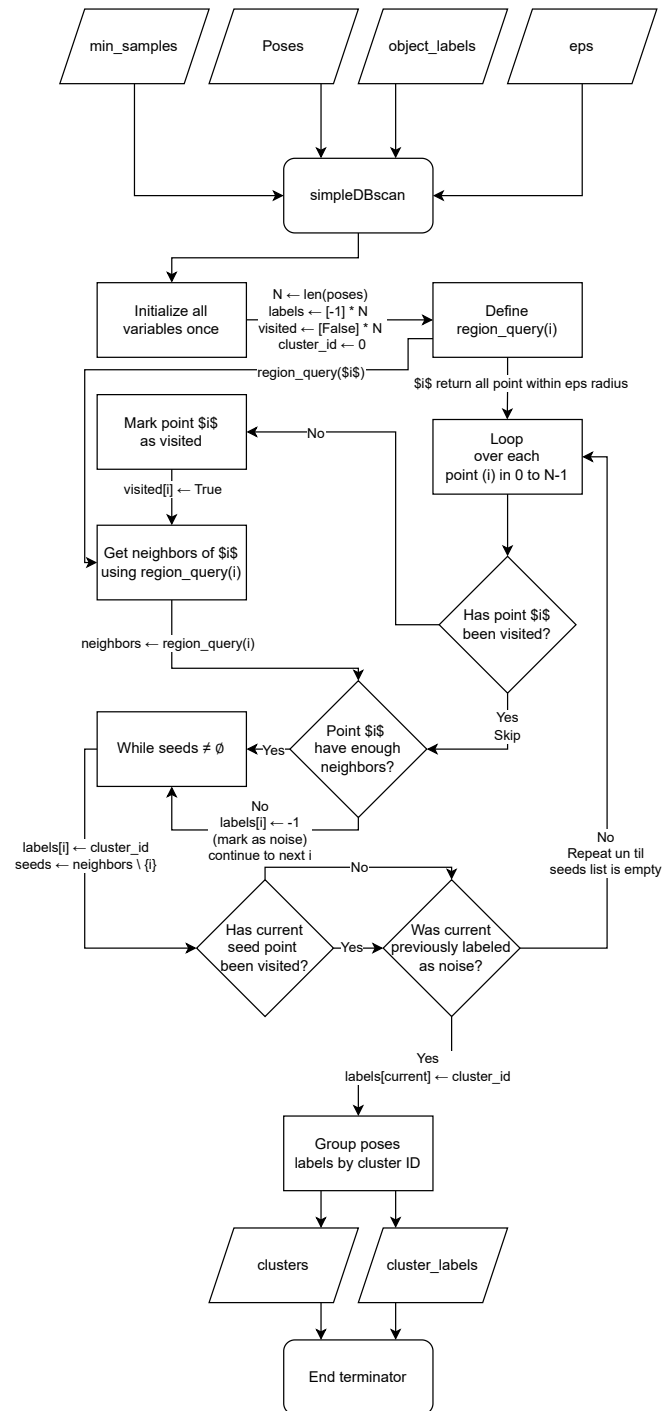 min_samples
Poses
object_labels
eps
simpleDBscan
Initialize all
variables once
N ← len(poses)
labels ← [-1] * N
visited ← [False] * N
cluster_id ← 0
Define
region_query(i)
region_query($i$)
$i$ return all point within eps radius
Mark point $i$
as visited
No
Loop
over each
point (i) in 0 to N-1
visited[i] ← True
Get neighbors of $i$
using region_query(i)
Has point $i$
been visited?
neighbors ← region_query(i)
Yes
Skip
While seeds ≠ ∅
Yes
Point $i$
have enough
neighbors?
No
labels[i] ← -1
(mark as noise)
continue to next i
labels[i] ← cluster_id
seeds ← neighbors \ {i}
No
Repeat un til
seeds list is empty
No
Has current
seed point
been visited?
Yes
Was current
previously labeled
as noise?
Yes
labels[current] ← cluster_id
Group poses
labels by cluster ID
clusters
cluster_labels
End terminator